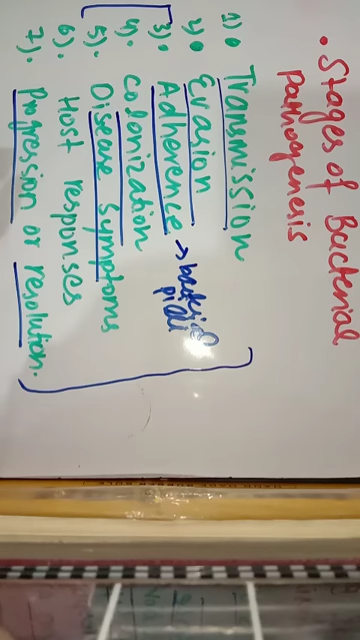 • Stages of Bacterial
Pathogenesis
1). Transmission
2). Evasion
3). Adherence → bacterial
pili
4). Colonization
5). Disease Symptoms
6). Host responses
7). Progression or resolution.